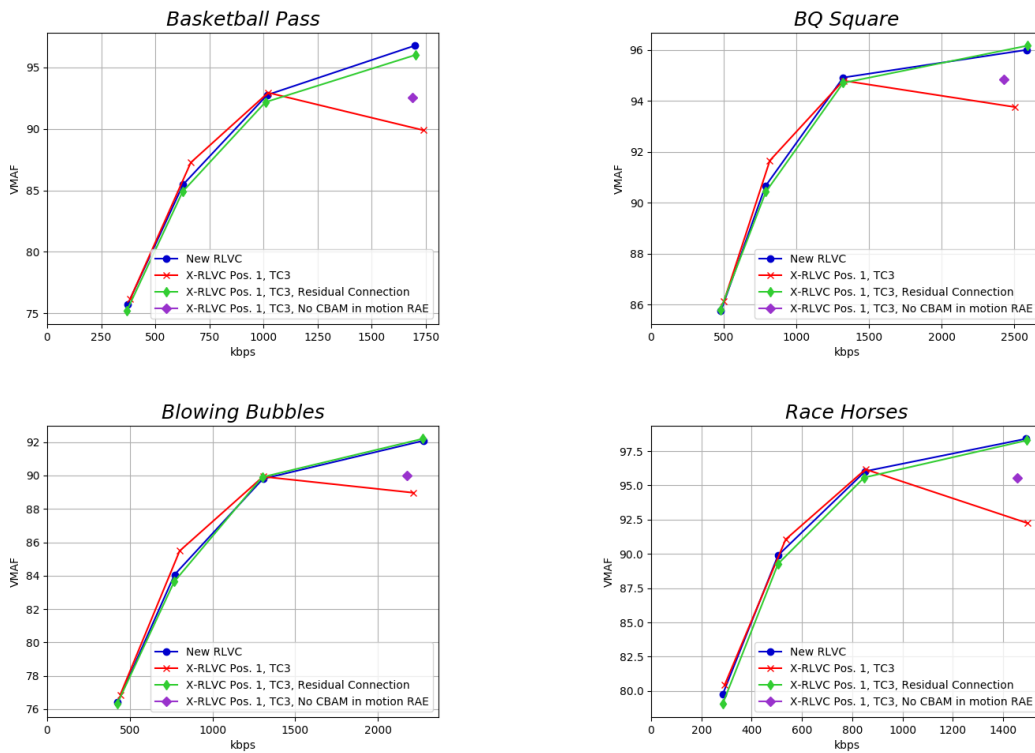 Basketball Pass
VMAF
95
90
85
80
75
New RLVC
X-RLVC Pos. 1, TC3
X-RLVC Pos. 1, TC3, Residual Connection
X-RLVC Pos. 1, TC3, No CBAM in motion RAE
0 250 500 750 1000 1250 1500 1750
kbps
BQ Square
VMAF
96
94
92
90
88
86
New RLVC
X-RLVC Pos. 1, TC3
X-RLVC Pos. 1, TC3, Residual Connection
X-RLVC Pos. 1, TC3, No CBAM in motion RAE
0 500 1000 1500 2000 2500
kbps
Blowing Bubbles
VMAF
92
90
88
86
84
82
80
78
76
New RLVC
X-RLVC Pos. 1, TC3
X-RLVC Pos. 1, TC3, Residual Connection
X-RLVC Pos. 1, TC3, No CBAM in motion RAE
0 500 1000 1500 2000
kbps
Race Horses
VMAF
97.5
95.0
92.5
90.0
87.5
85.0
82.5
80.0
New RLVC
X-RLVC Pos. 1, TC3
X-RLVC Pos. 1, TC3, Residual Connection
X-RLVC Pos. 1, TC3, No CBAM in motion RAE
0 200 400 600 800 1000 1200 1400
kbps